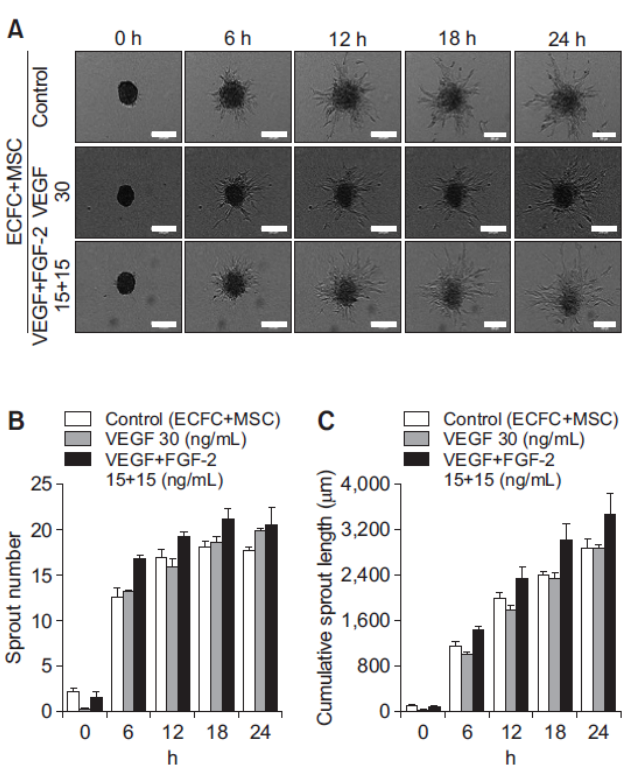 A
0 h 6 h 12 h 18 h 24 h
ECFC+MSC
Control
VEGF
30
VEGF+FGF-2
15+15
B
Control (ECFC+MSC)
VEGF 30 (ng/mL)
VEGF+FGF-2
15+15 (ng/mL)
Sprout number
25
20
15
10
5
0
0 6 12 18 24
h
C
Control (ECFC+MSC)
VEGF 30 (ng/mL)
VEGF+FGF-2
15+15 (ng/mL)
Cumulative sprout length (μm)
4,000
3,200
2,400
1,600
800
0
0 6 12 18 24
h